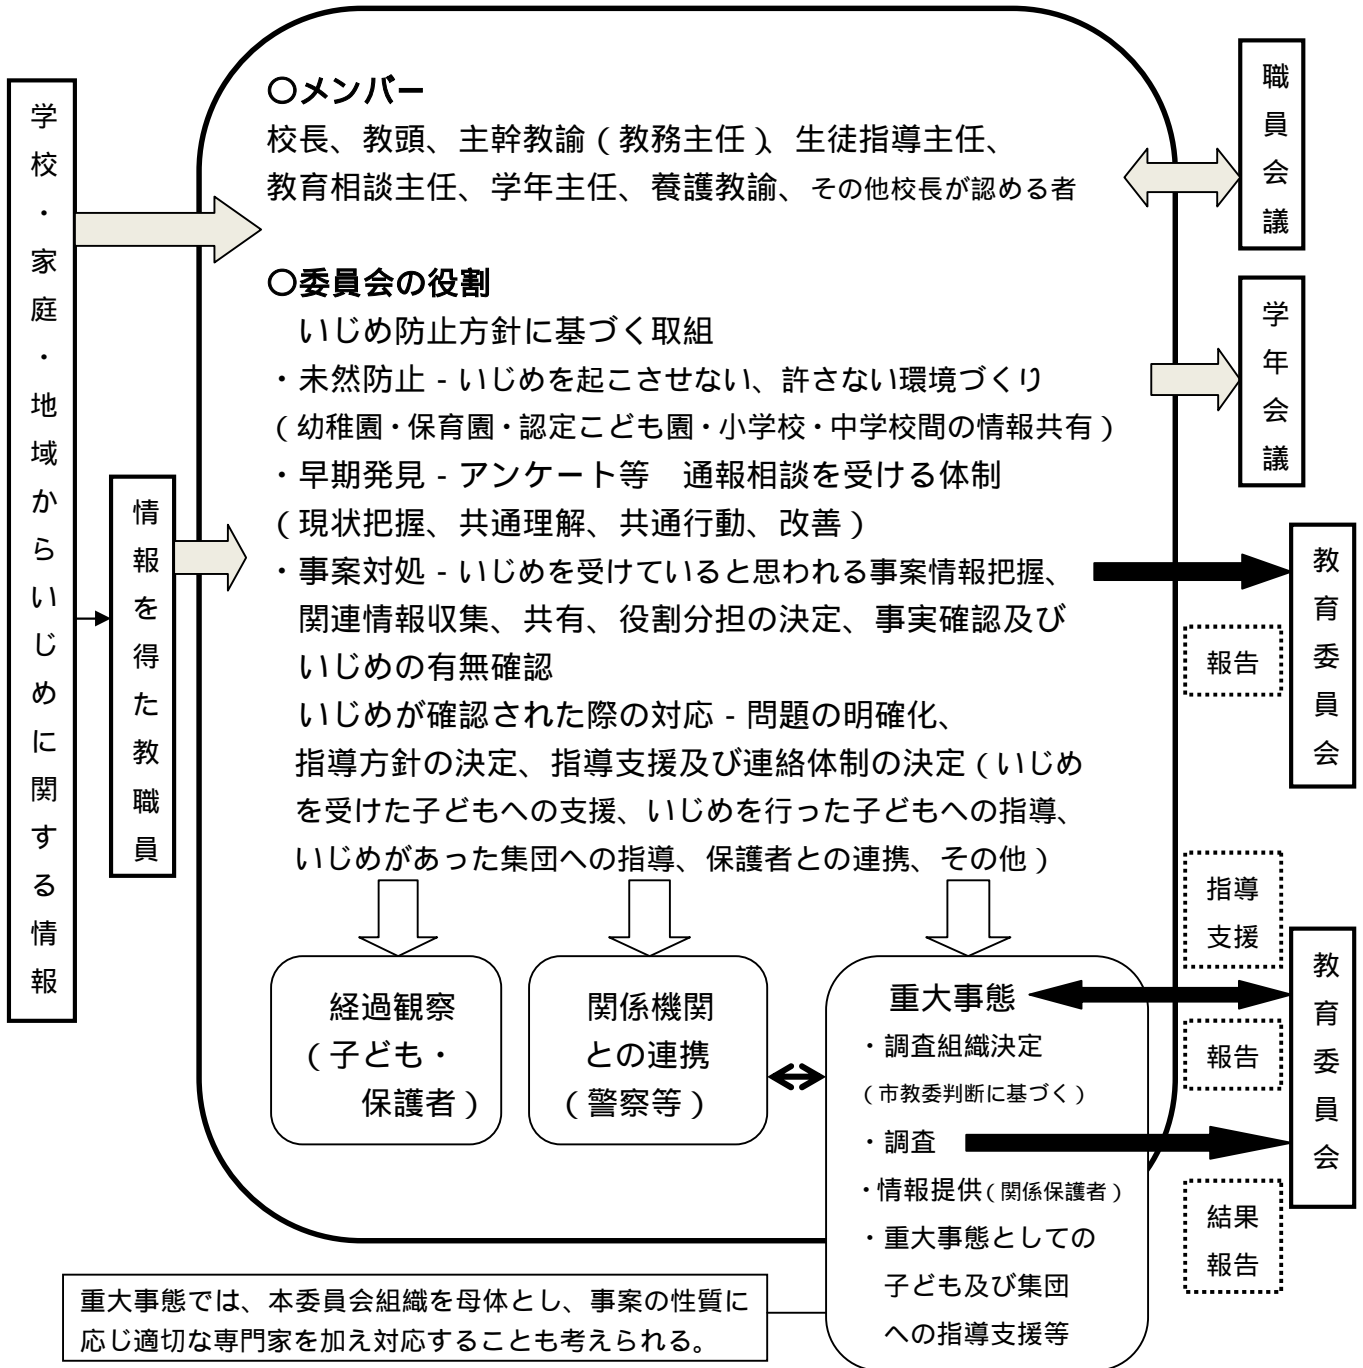 学校・家庭・地域からいじめに関する情報
情報を得た教職員
○メンバー
校長、教頭、主幹教諭(教務主任)、生徒指導主任、
教育相談主任、学年主任、養護教諭、その他校長が認める者
○委員会の役割
いじめ防止方針に基づく取組
・未然防止 - いじめを起こさせない、許さない環境づくり
(幼稚園・保育園・認定こども園・小学校・中学校間の情報共有)
・早期発見 - アンケート等 通報相談を受ける体制
(現状把握、共通理解、共通行動、改善)
・事案対処 - いじめを受けていると思われる事案情報把握、
関連情報収集、共有、役割分担の決定、事実確認及び
いじめの有無確認
いじめが確認された際の対応 - 問題の明確化、
指導方針の決定、指導支援及び連絡体制の決定(いじめ
を受けた子どもへの支援、いじめを行った子どもへの指導、
いじめがあった集団への指導、保護者との連携、その他)
経過観察
(子ども・
保護者)
関係機関
との連携
(警察等)
重大事態
・調査組織決定
(市教委判断に基づく)
・調査
・情報提供(関係保護者)
・重大事態としての
子ども及び集団
への指導支援等
職員会議
学年会議
教育委員会
報告
指導
支援
教育委員会
報告
結果
報告
重大事態では、本委員会組織を母体とし、事案の性質に
応じ適切な専門家を加え対応することも考えられる。